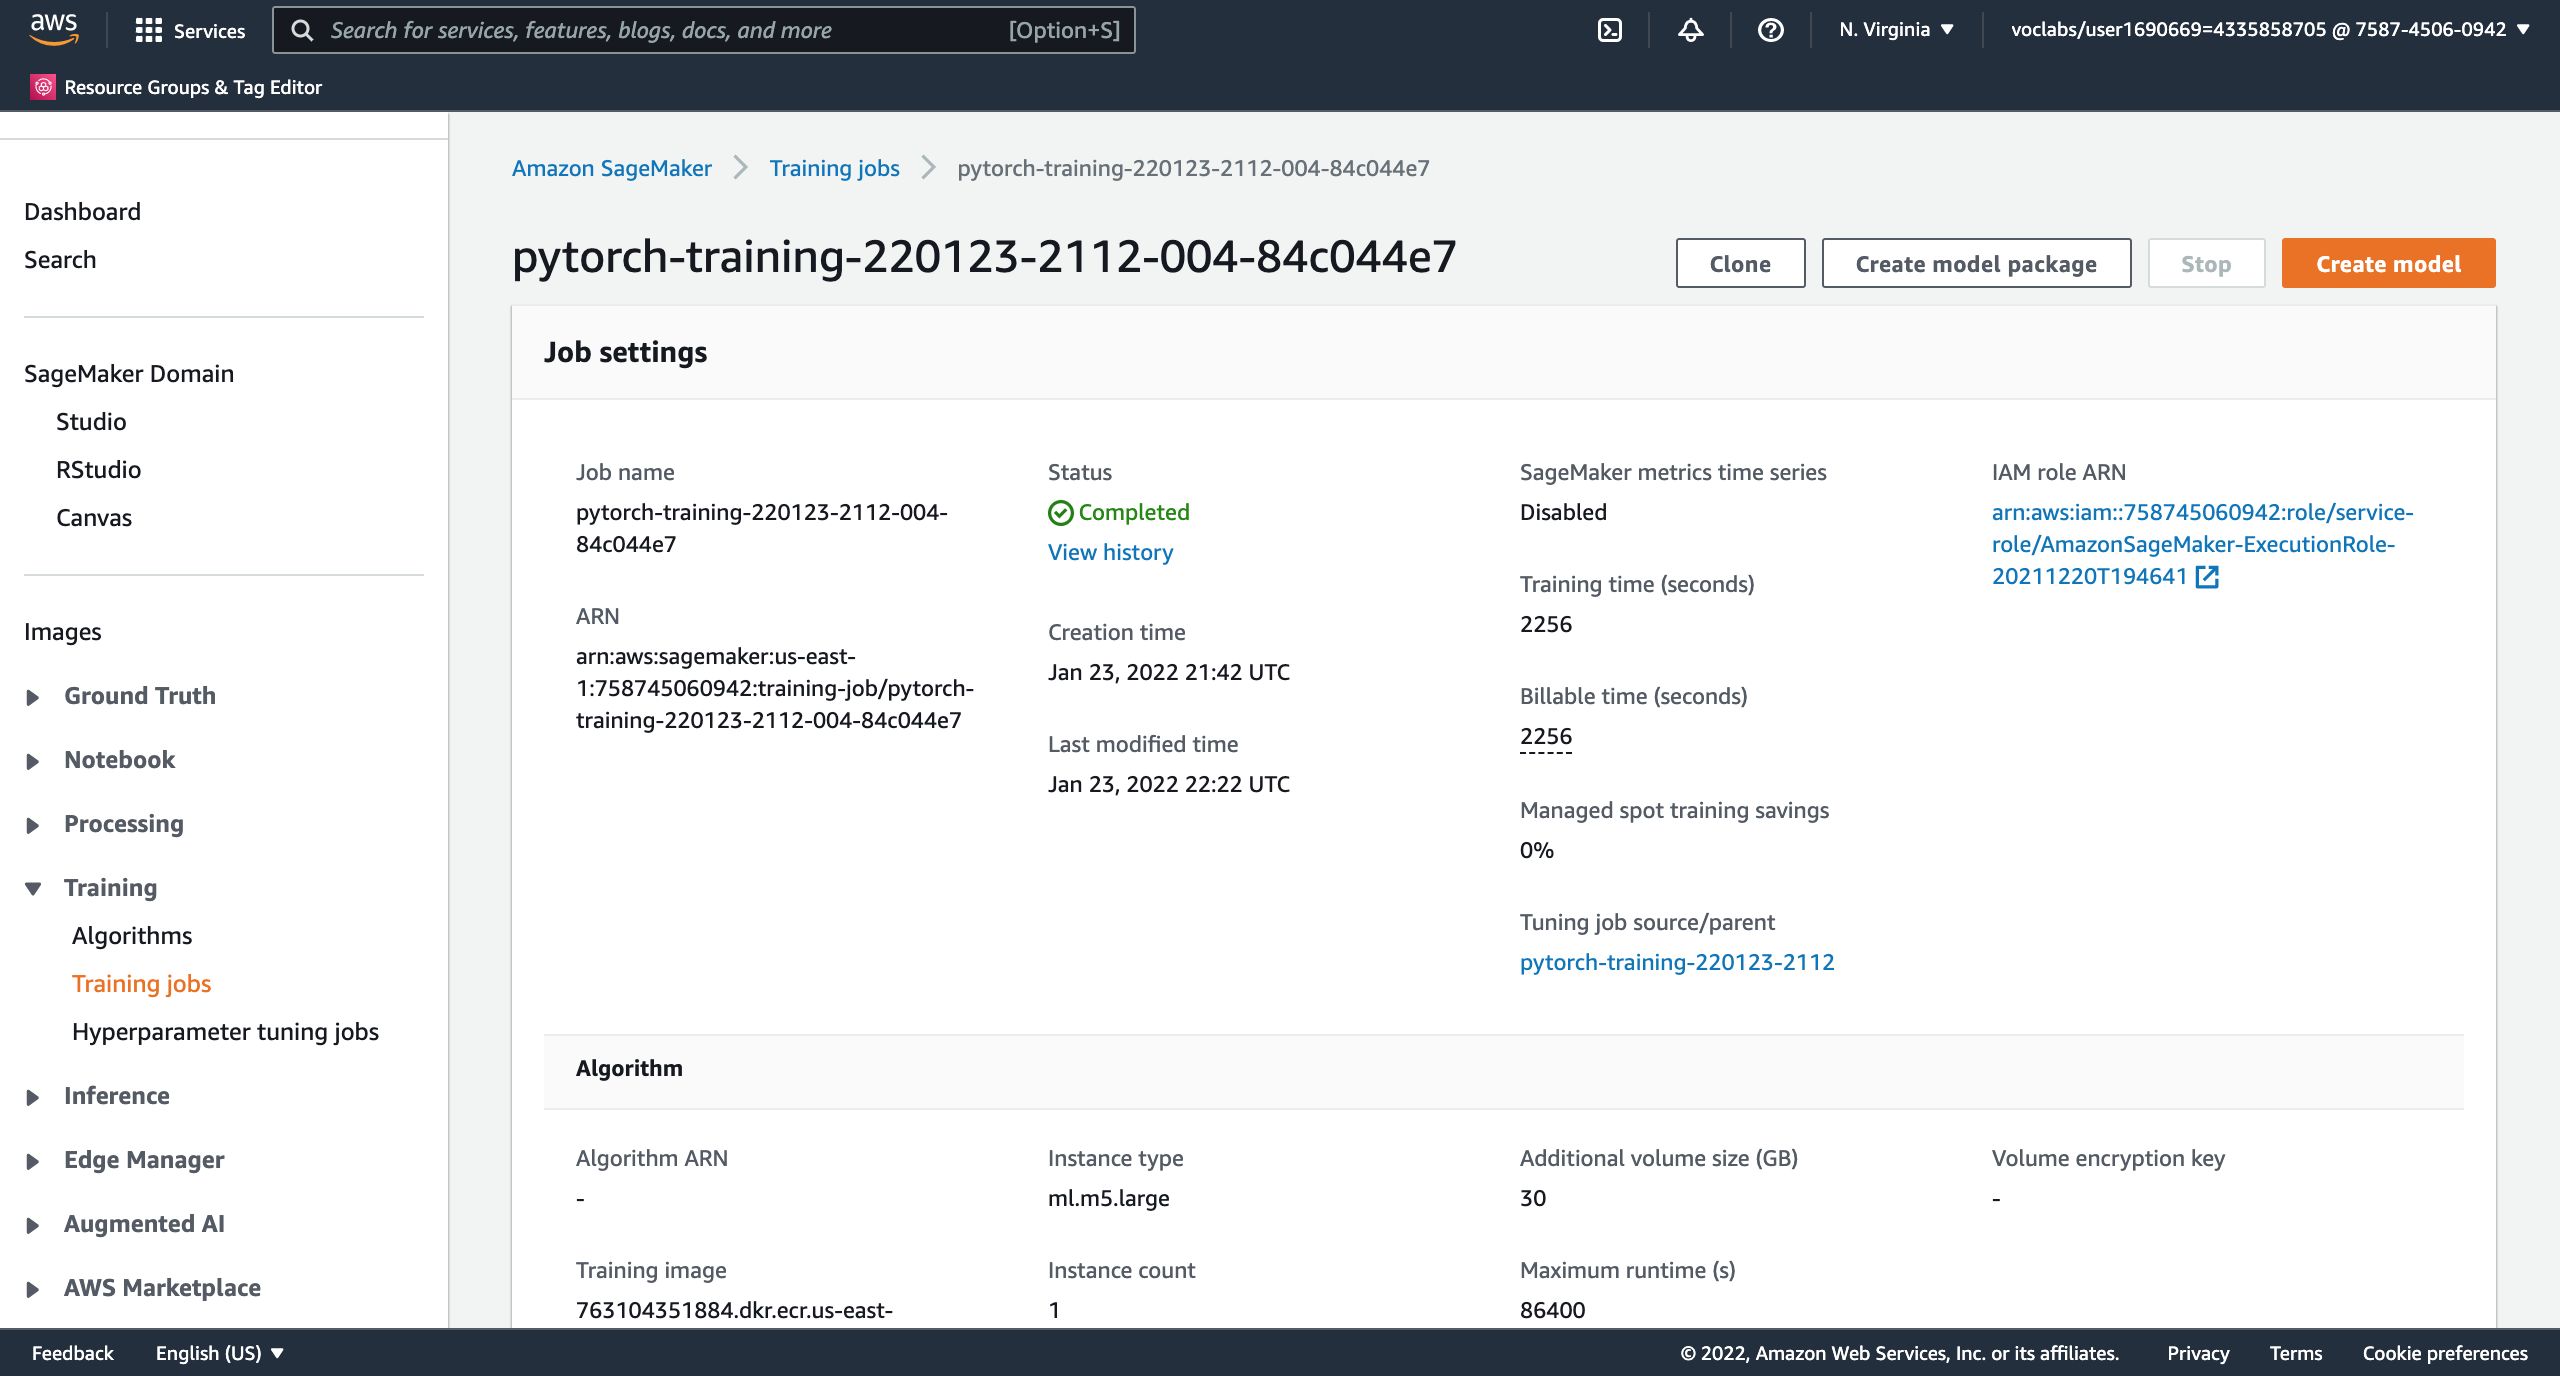 aws
Services
Search for services, features, blogs, docs, and more
[Option+S]
N. Virginia
voclabs/user1690669=4335858705 @ 7587-4506-0942
Resource Groups & Tag Editor
Dashboard
Search
SageMaker Domain
Studio
RStudio
Canvas
Images
Ground Truth
Notebook
Processing
Training
Algorithms
Training jobs
Hyperparameter tuning jobs
Inference
Edge Manager
Augmented AI
AWS Marketplace
Amazon SageMaker
Training jobs
pytorch-training-220123-2112-004-84c044e7
pytorch-training-220123-2112-004-84c044e7
Clone
Create model package
Stop
Create model
Job settings
Job name
pytorch-training-220123-2112-004-
84c044e7
ARN
arn:aws:sagemaker:us-east-
1:758745060942:training-job/pytorch-
training-220123-2112-004-84c044e7
Status
Completed
View history
Creation time
Jan 23, 2022 21:42 UTC
Last modified time
Jan 23, 2022 22:22 UTC
SageMaker metrics time series
Disabled
Training time (seconds)
2256
Billable time (seconds)
2256
Managed spot training savings
0%
Tuning job source/parent
pytorch-training-220123-2112
IAM role ARN
arn:aws:iam::758745060942:role/service-
role/AmazonSageMaker-ExecutionRole-
20211220T194641
Algorithm
Algorithm ARN
-
Training image
763104351884.dkr.ecr.us-east-
Instance type
ml.m5.large
Instance count
1
Additional volume size (GB)
30
Maximum runtime (s)
86400
Volume encryption key
-
Feedback
English (US)
© 2022, Amazon Web Services, Inc. or its affiliates.
Privacy
Terms
Cookie preferences